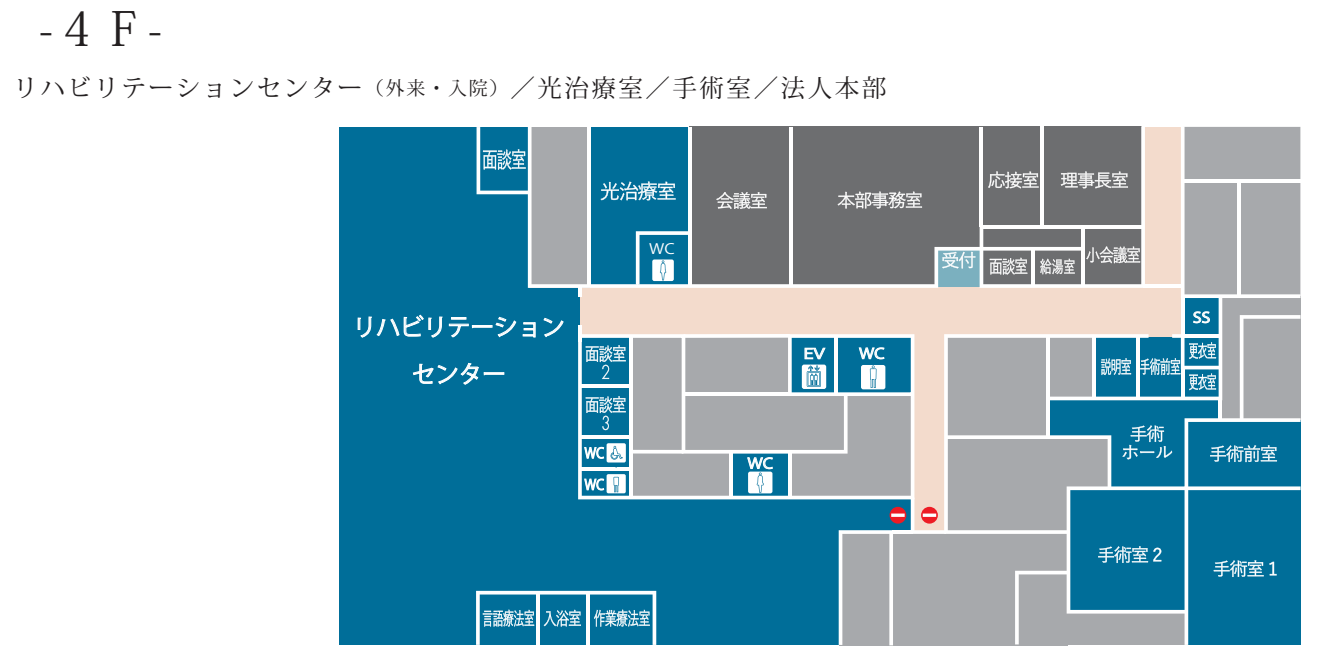 - 4 F -
リハビリテーションセンター（外来・入院）／光治療室／手術室／法人本部
面談室
光治療室
WC
会議室
本部事務室
応接室
理事長室
受付
面談室
給湯室
小会議室
リハビリテーション
センター
面談室
2
面談室
3
WC
WC
EV
WC
WC
SS
説明室
手術前室
更衣室
更衣室
手術
ホール
手術前室
手術室 2
手術室 1
言語療法室
入浴室
作業療法室